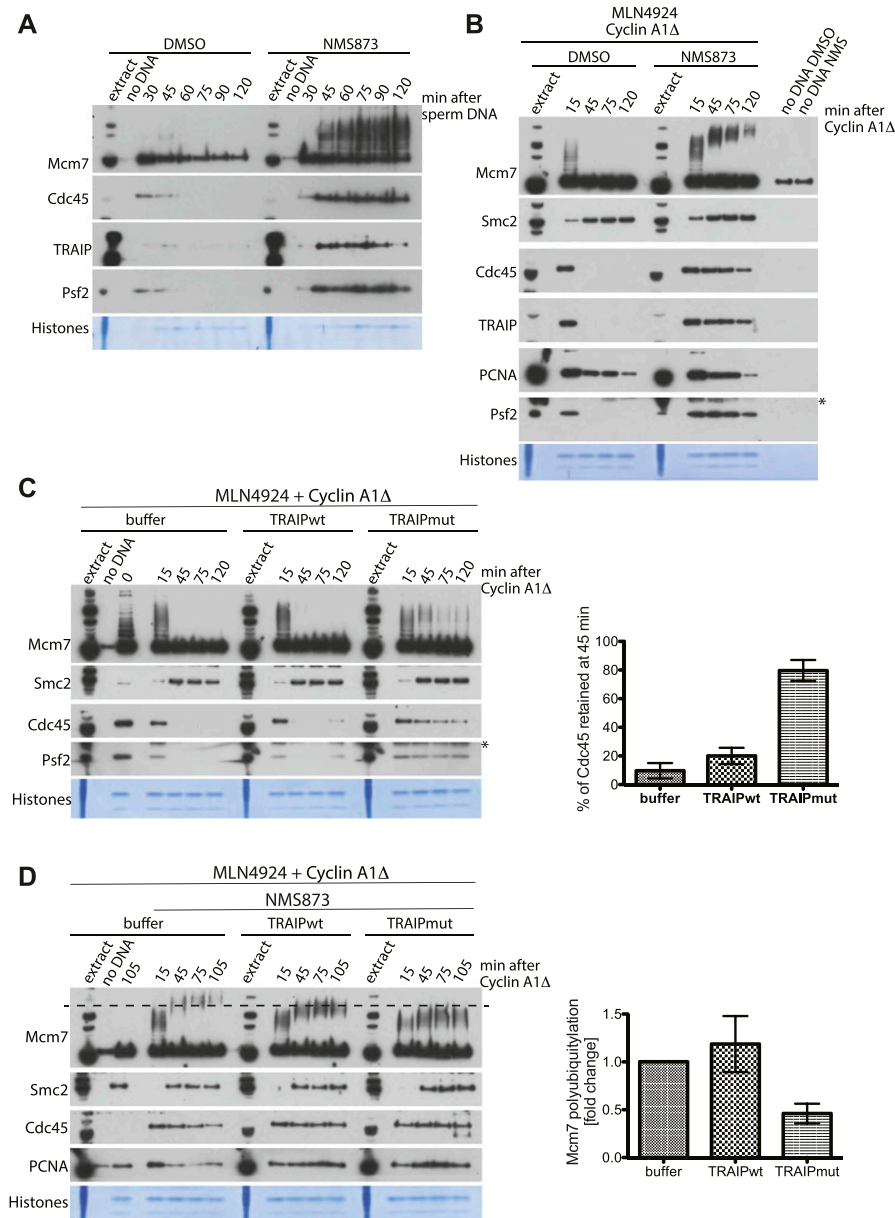 A
DMSO NMS873
extract no DNA 30 45 60 75 90 120 extract no DNA 30 45 60 75 90 120 min after sperm DNA
Mcm7
Cdc45
TRAIP
Psf2
Histones
B
MLN4924
Cyclin A1Δ
DMSO NMS873
extract 15 45 75 120 extract 15 45 75 120 no DNA DMSO no DNA NMS
min after Cyclin A1Δ
Mcm7
Smc2
Cdc45
TRAIP
PCNA
Psf2 *
Histones
C
MLN4924 + Cyclin A1Δ
buffer TRAIPwt TRAIPmut
extract no DNA 0 15 45 75 120 extract 15 45 75 120 extract 15 45 75 120 min after Cyclin A1Δ
Mcm7
Smc2
Cdc45
Psf2 *
Histones
% of Cdc45 retained at 45 min
100
80
60
40
20
0
buffer TRAIPwt TRAIPmut
D
MLN4924 + Cyclin A1Δ
NMS873
buffer TRAIPwt TRAIPmut
extract no DNA 105 15 45 75 105 extract 15 45 75 105 extract 15 45 75 105 min after Cyclin A1Δ
Mcm7
Smc2
Cdc45
PCNA
Histones
Mcm7 polyubiquitylation
[fold change]
1.5
1.0
0.5
0.0
buffer TRAIPwt TRAIPmut